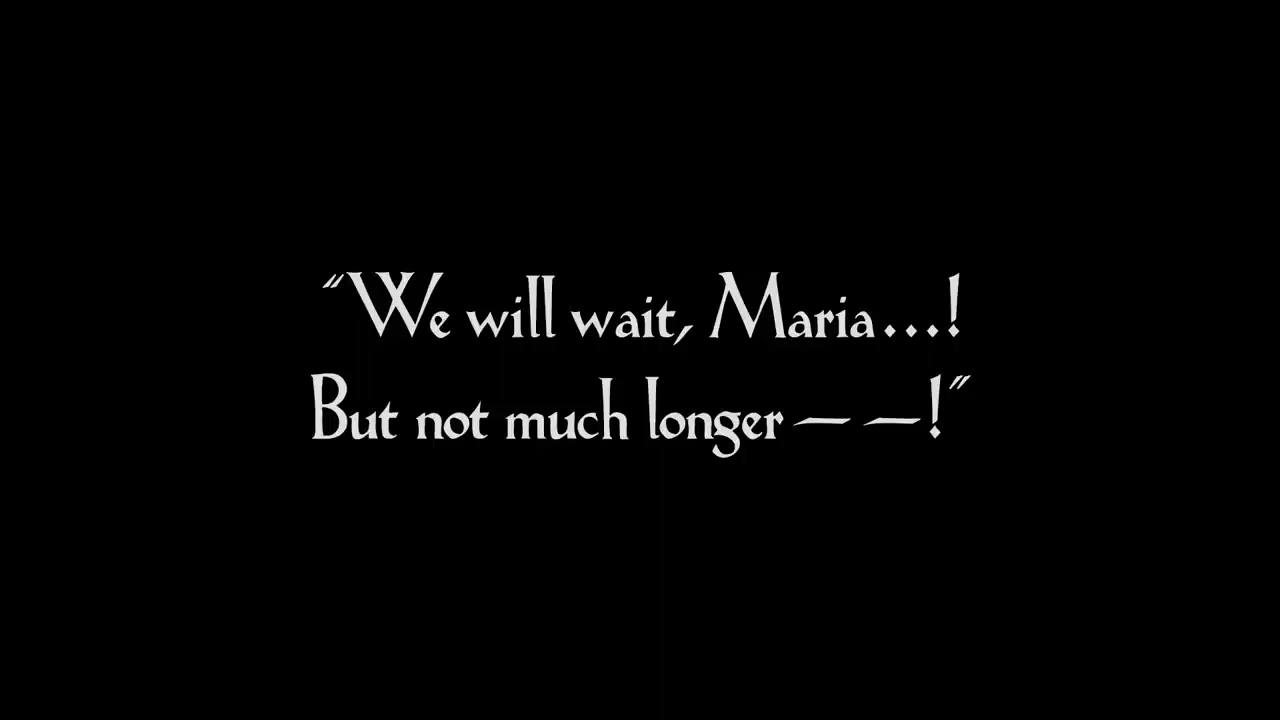 "We will wait, Maria...!
But not much longer — —!"